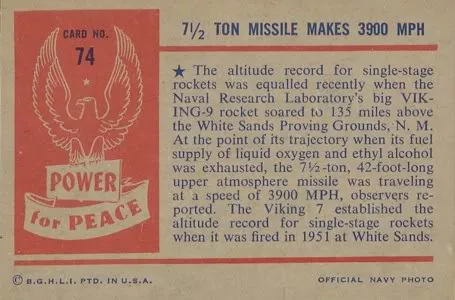 CARD NO.
74
POWER
for PEACE
7½ TON MISSILE MAKES 3900 MPH
★ The altitude record for single-stage
rockets was equalled recently when the
Naval Research Laboratory's big VIK-
ING-9 rocket soared to 135 miles above
the White Sands Proving Grounds, N. M.
At the point of its trajectory when its fuel
supply of liquid oxygen and ethyl alcohol
was exhausted, the 7½-ton, 42-foot-long
upper atmosphere missile was traveling
at a speed of 3900 MPH, observers re-
ported. The Viking 7 established the
altitude record for single-stage rockets
when it was fired in 1951 at White Sands.
© B.G.H.L.I. PTD. IN U.S.A.
OFFICIAL NAVY PHOTO